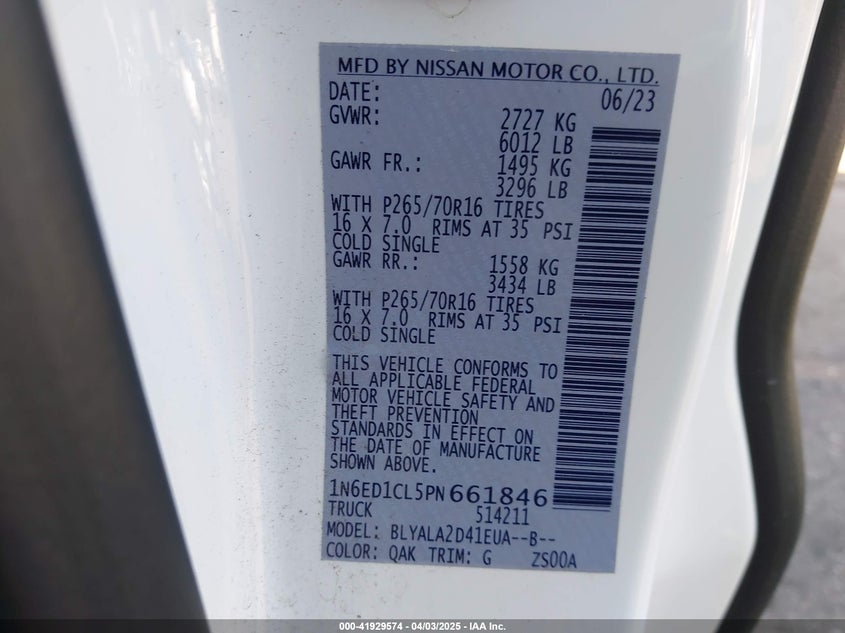 MFD BY NISSAN MOTOR CO., LTD.
DATE: 06/23
GVWR: 2727 KG
6012 LB
GAWR FR.: 1495 KG
3296 LB
WITH P265/70R16 TIRES
16 X 7.0 RIMS AT 35 PSI
COLD SINGLE
GAWR RR.: 1558 KG
3434 LB
WITH P265/70R16 TIRES
16 X 7.0 RIMS AT 35 PSI
COLD SINGLE
THIS VEHICLE CONFORMS TO
ALL APPLICABLE FEDERAL
MOTOR VEHICLE SAFETY AND
THEFT PREVENTION
STANDARDS IN EFFECT ON
THE DATE OF MANUFACTURE
SHOWN ABOVE.
1N6ED1CL5PN661846
TRUCK 514211
MODEL: BLYALA2D41EUA--B--
COLOR: QAK TRIM: G ZS00A
000-41929574 - 04/03/2025 - IAA Inc.